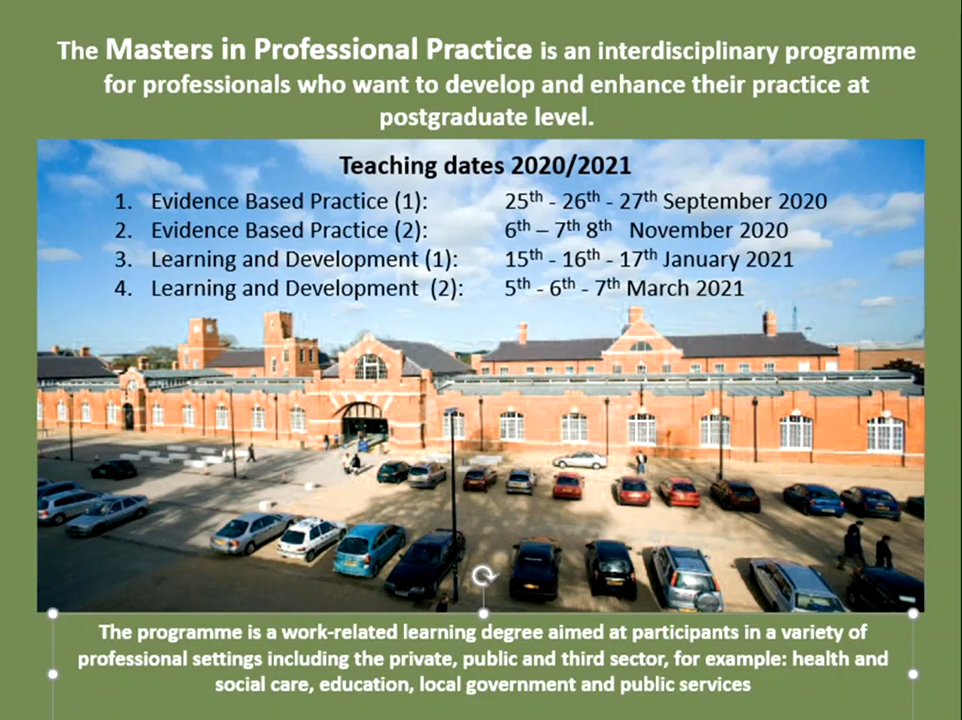 The Masters in Professional Practice is an interdisciplinary programme
for professionals who want to develop and enhance their practice at
postgraduate level.
Teaching dates 2020/2021
1. Evidence Based Practice (1): 25th - 26th - 27th September 2020
2. Evidence Based Practice (2): 6th – 7th 8th November 2020
3. Learning and Development (1): 15th - 16th - 17th January 2021
4. Learning and Development (2): 5th - 6th - 7th March 2021
The programme is a work-related learning degree aimed at participants in a variety of
professional settings including the private, public and third sector, for example: health and
social care, education, local government and public services